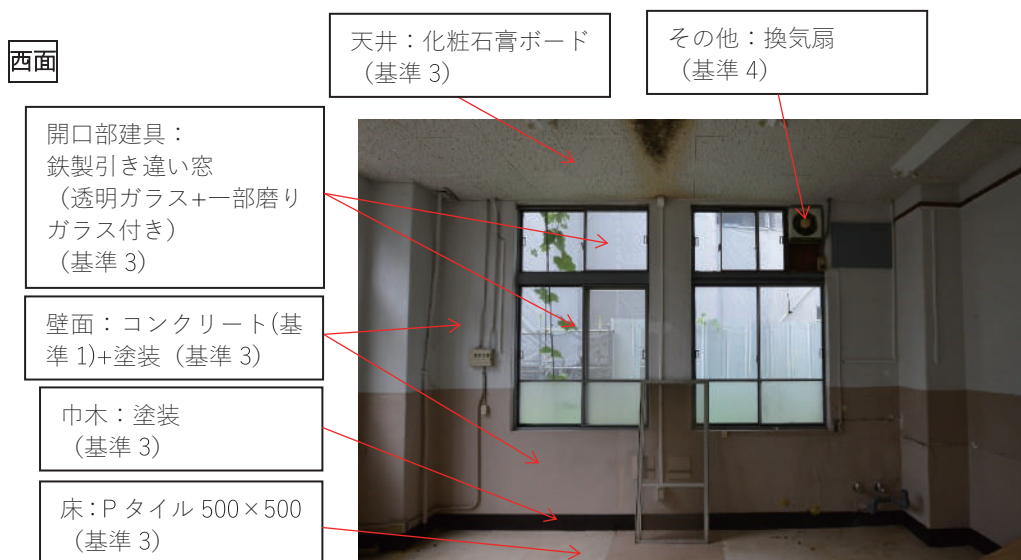 西面
天井：化粧石膏ボード
（基準 3）
その他：換気扇
（基準 4）
開口部建具：
鉄製引き違い窓
（透明ガラス+一部磨り
ガラス付き）
（基準 3）
壁面：コンクリート(基
準 1)+塗装（基準 3）
巾木：塗装
（基準 3）
床：P タイル 500×500
（基準 3）